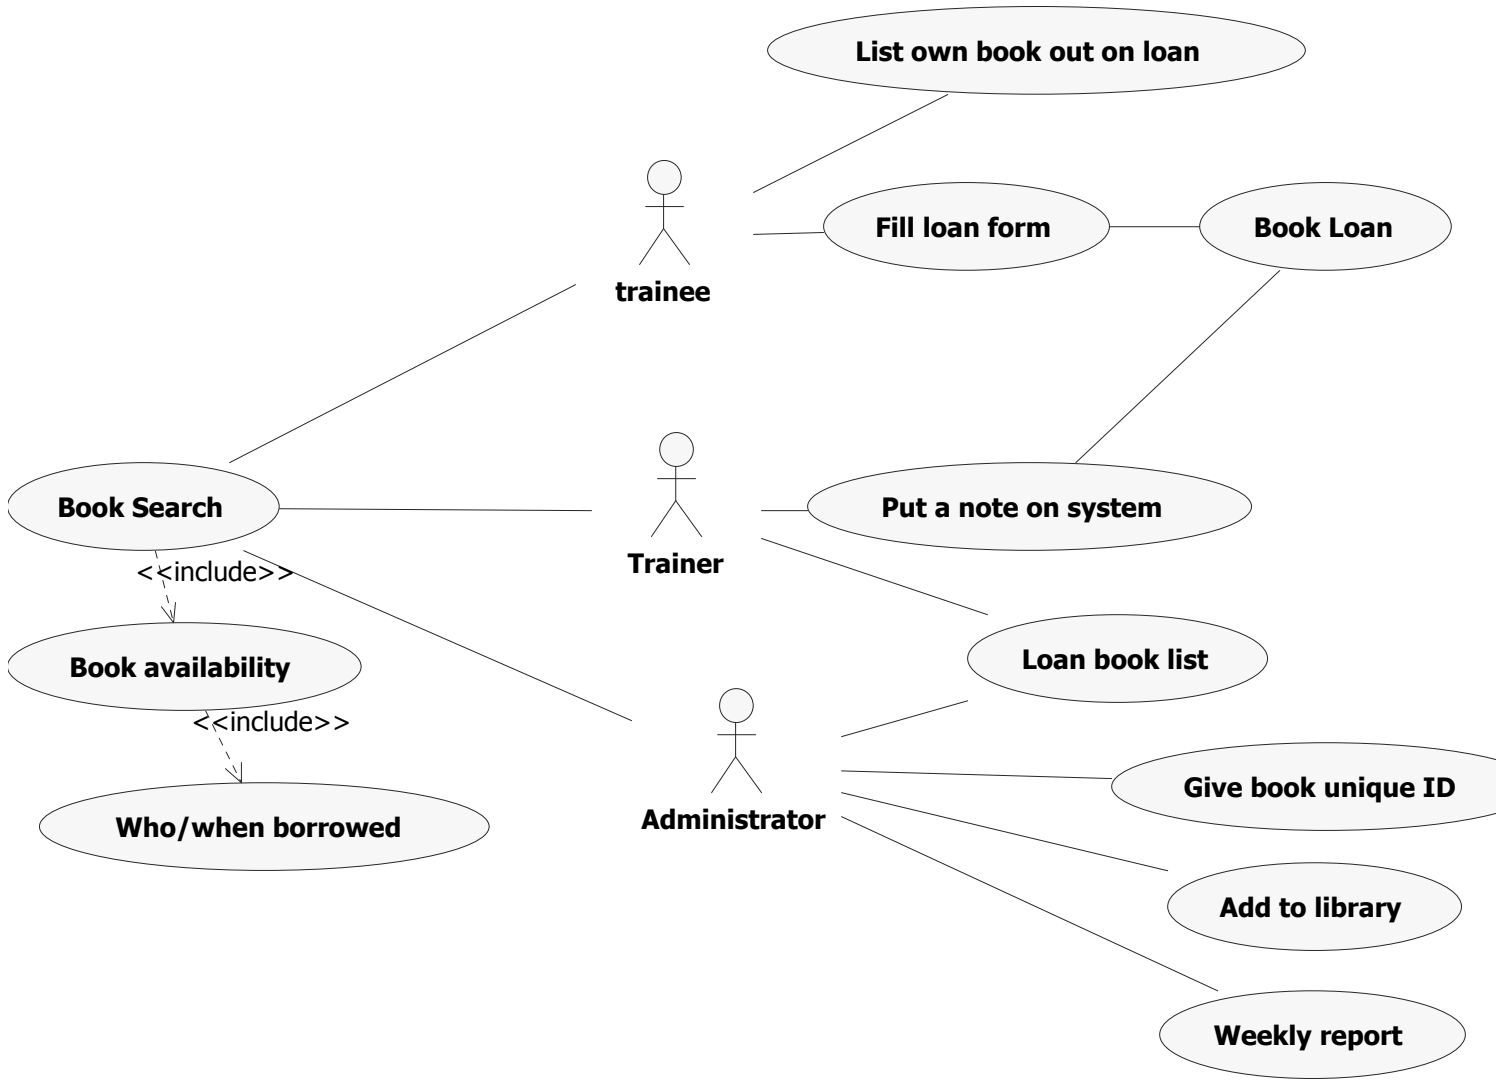 List own book out on loan
Fill loan form
Book Loan
trainee
Book Search
Put a note on system
Trainer
<<include>>
Loan book list
Book availability
<<include>>
Give book unique ID
Who/when borrowed
Administrator
Add to library
Weekly report